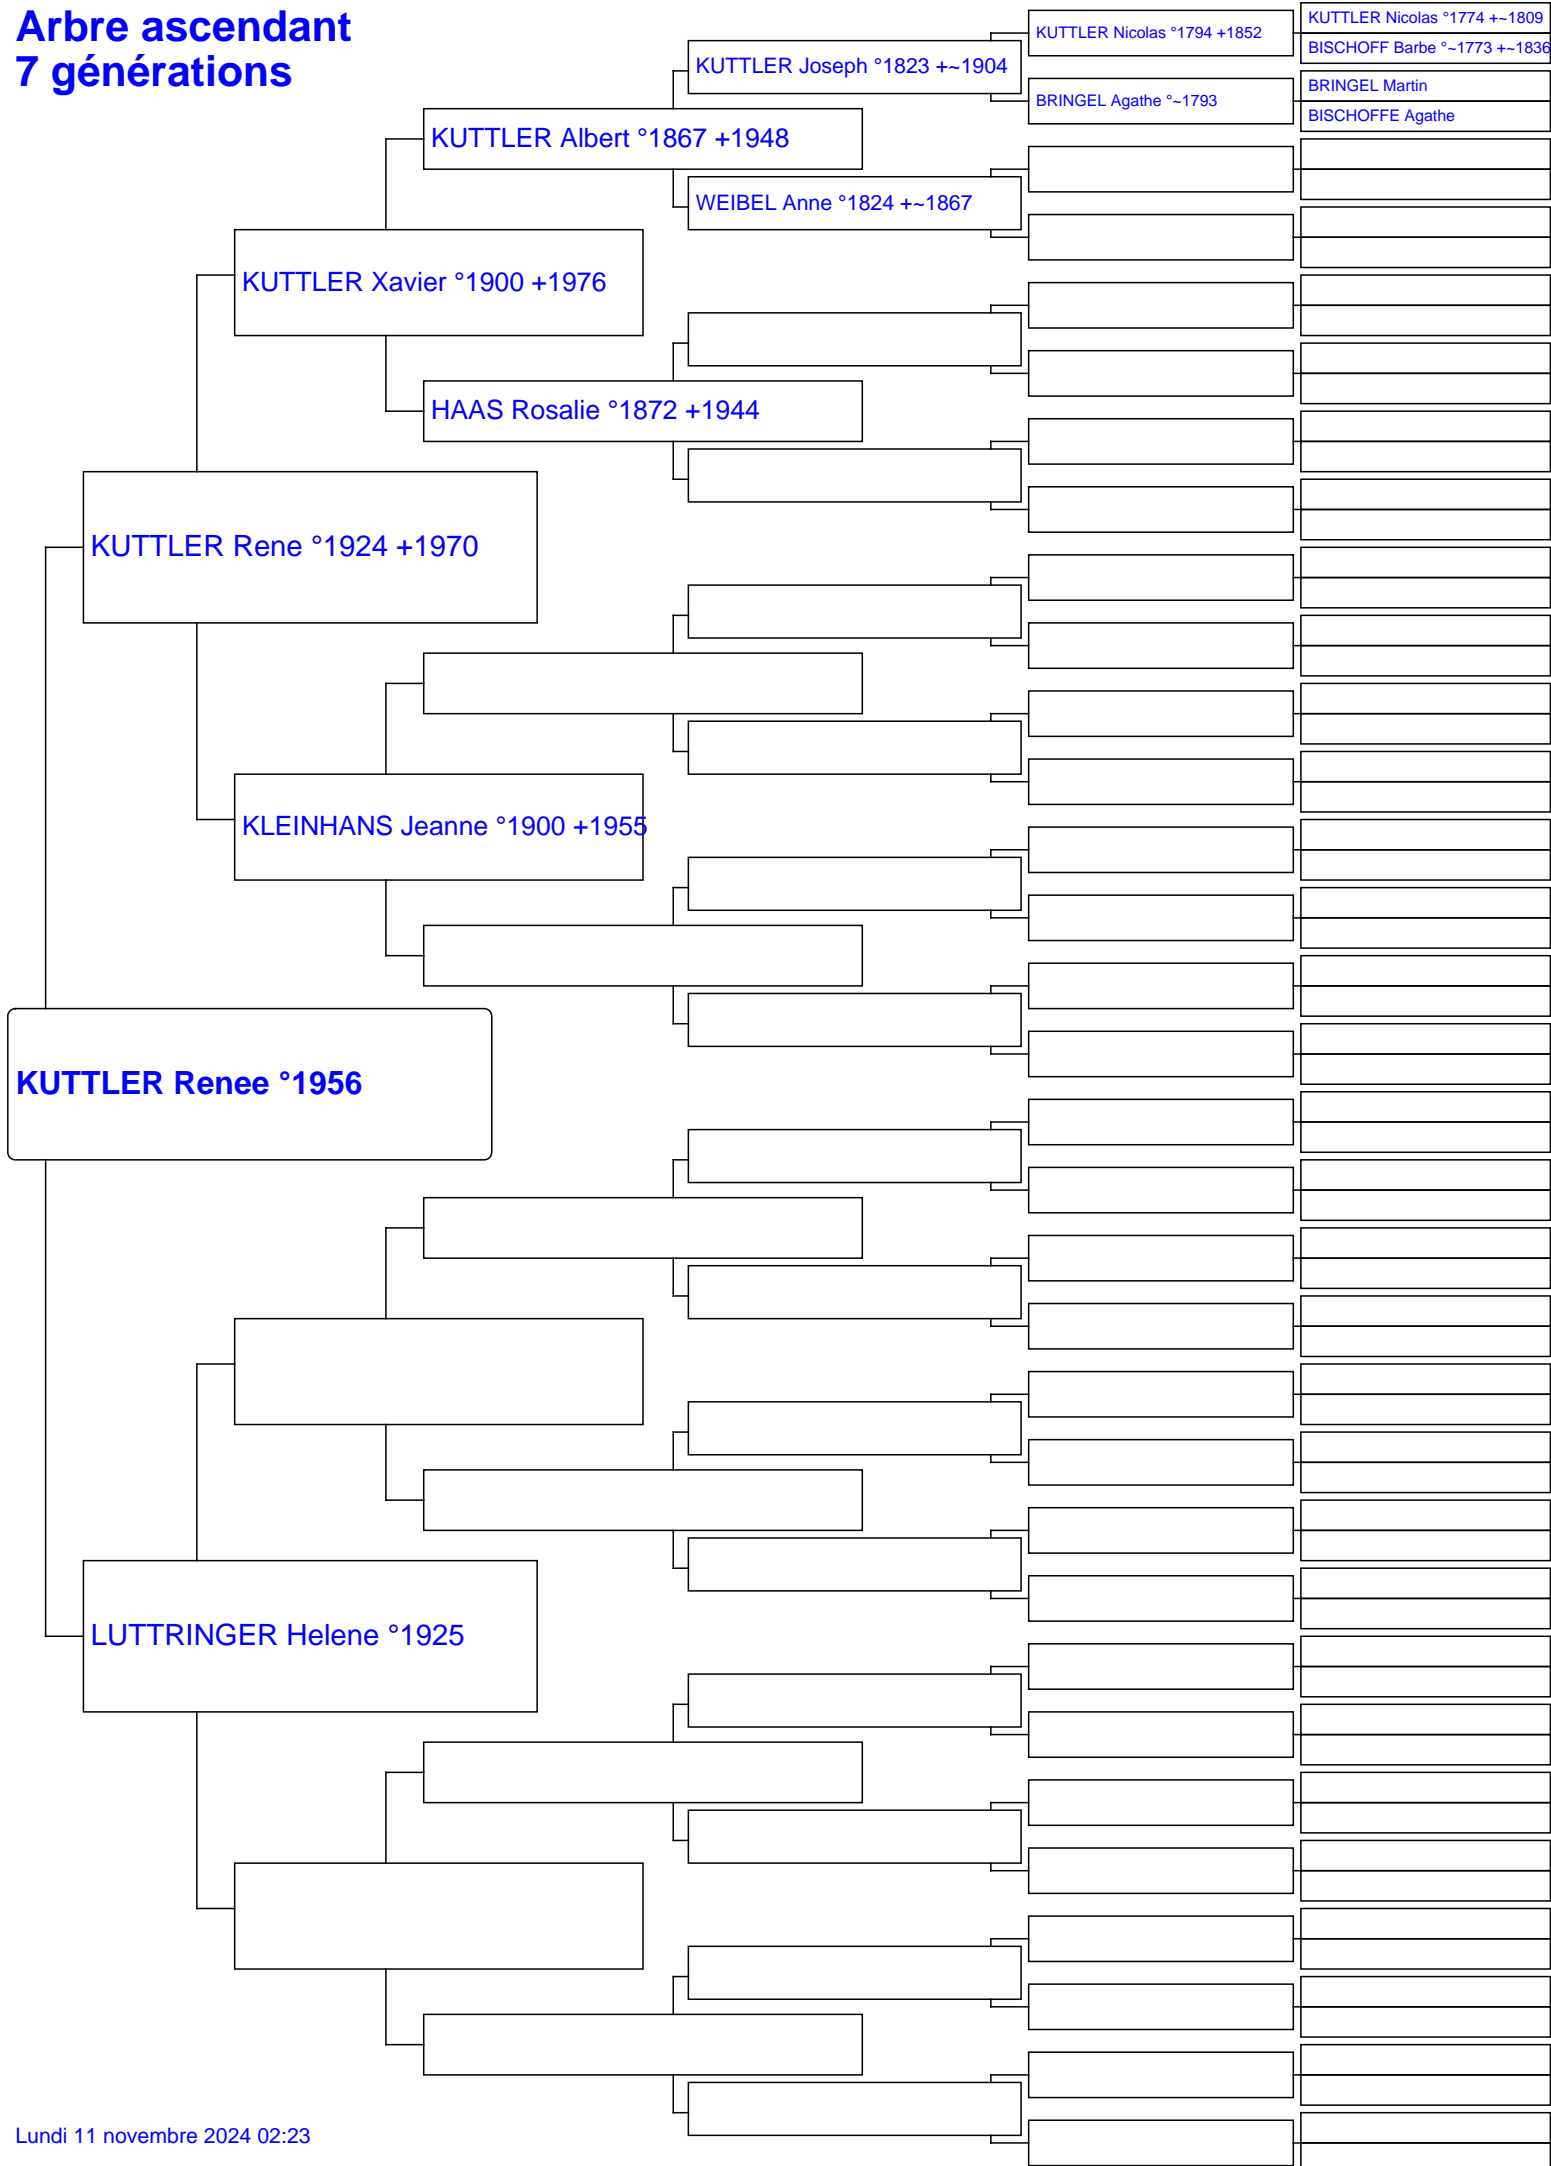 Arbre ascendant
7 générations
KUTTLER Nicolas °1774 +~1809
KUTTLER Nicolas °1794 +1852
BISCHOFF Barbe °~1773 +~1836
KUTTLER Joseph °1823 +~1904
BRINGEL Martin
BRINGEL Agathe °~1793
BISCHOFFE Agathe
KUTTLER Albert °1867 +1948
WEIBEL Anne °1824 +~1867
KUTTLER Xavier °1900 +1976
HAAS Rosalie °1872 +1944
KUTTLER Rene °1924 +1970
KLEINHANS Jeanne °1900 +1955
KUTTLER Renee °1956
LUTTRINGER Helene °1925
Lundi 11 novembre 2024 02:23